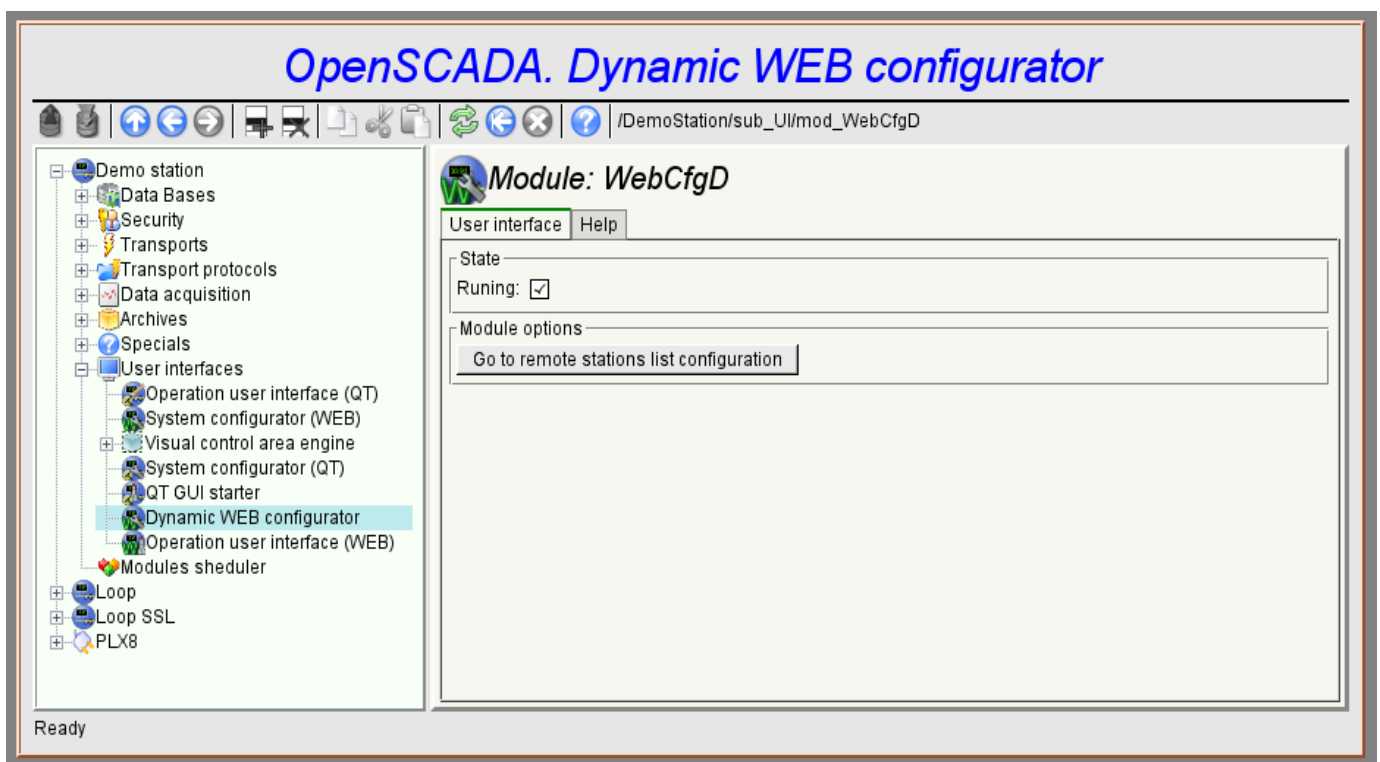 OpenSCADA. Dynamic WEB configurator
/DemoStation/sub_UI/mod_WebCfgD
Demo station
Data Bases
Security
Transports
Transport protocols
Data acquisition
Archives
Specials
User interfaces
Operation user interface (QT)
System configurator (WEB)
Visual control area engine
System configurator (QT)
QT GUI starter
Dynamic WEB configurator
Operation user interface (WEB)
Modules sheduler
Loop
Loop SSL
PLX8
Module: WebCfgD
User interface Help
State
Runing:
Module options
Go to remote stations list configuration
Ready